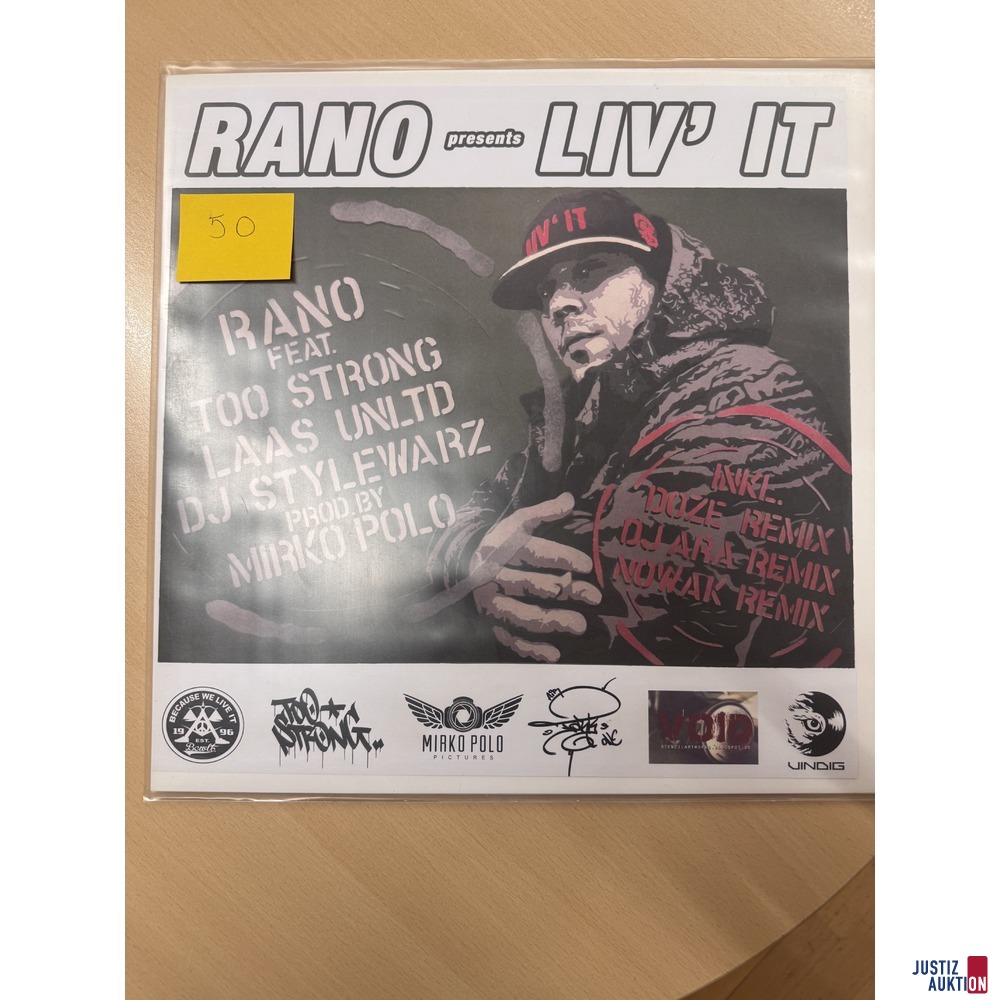 RANO presents LIV' IT
50
LIV' IT
RANO
FEAT.
TOO STRONG
LAAS UNLTD
DJ STYLEWARZ
PROD.BY
MIRKO POLO
INKL.
DOZE REMIX
DJ ARA REMIX
NOWAK REMIX
BECAUSE WE LIVE IT
19 96
EST.
TOO STRONG
MIRKO POLO
PICTURES
VOID
VINDIG
JUSTIZ
AUKTION